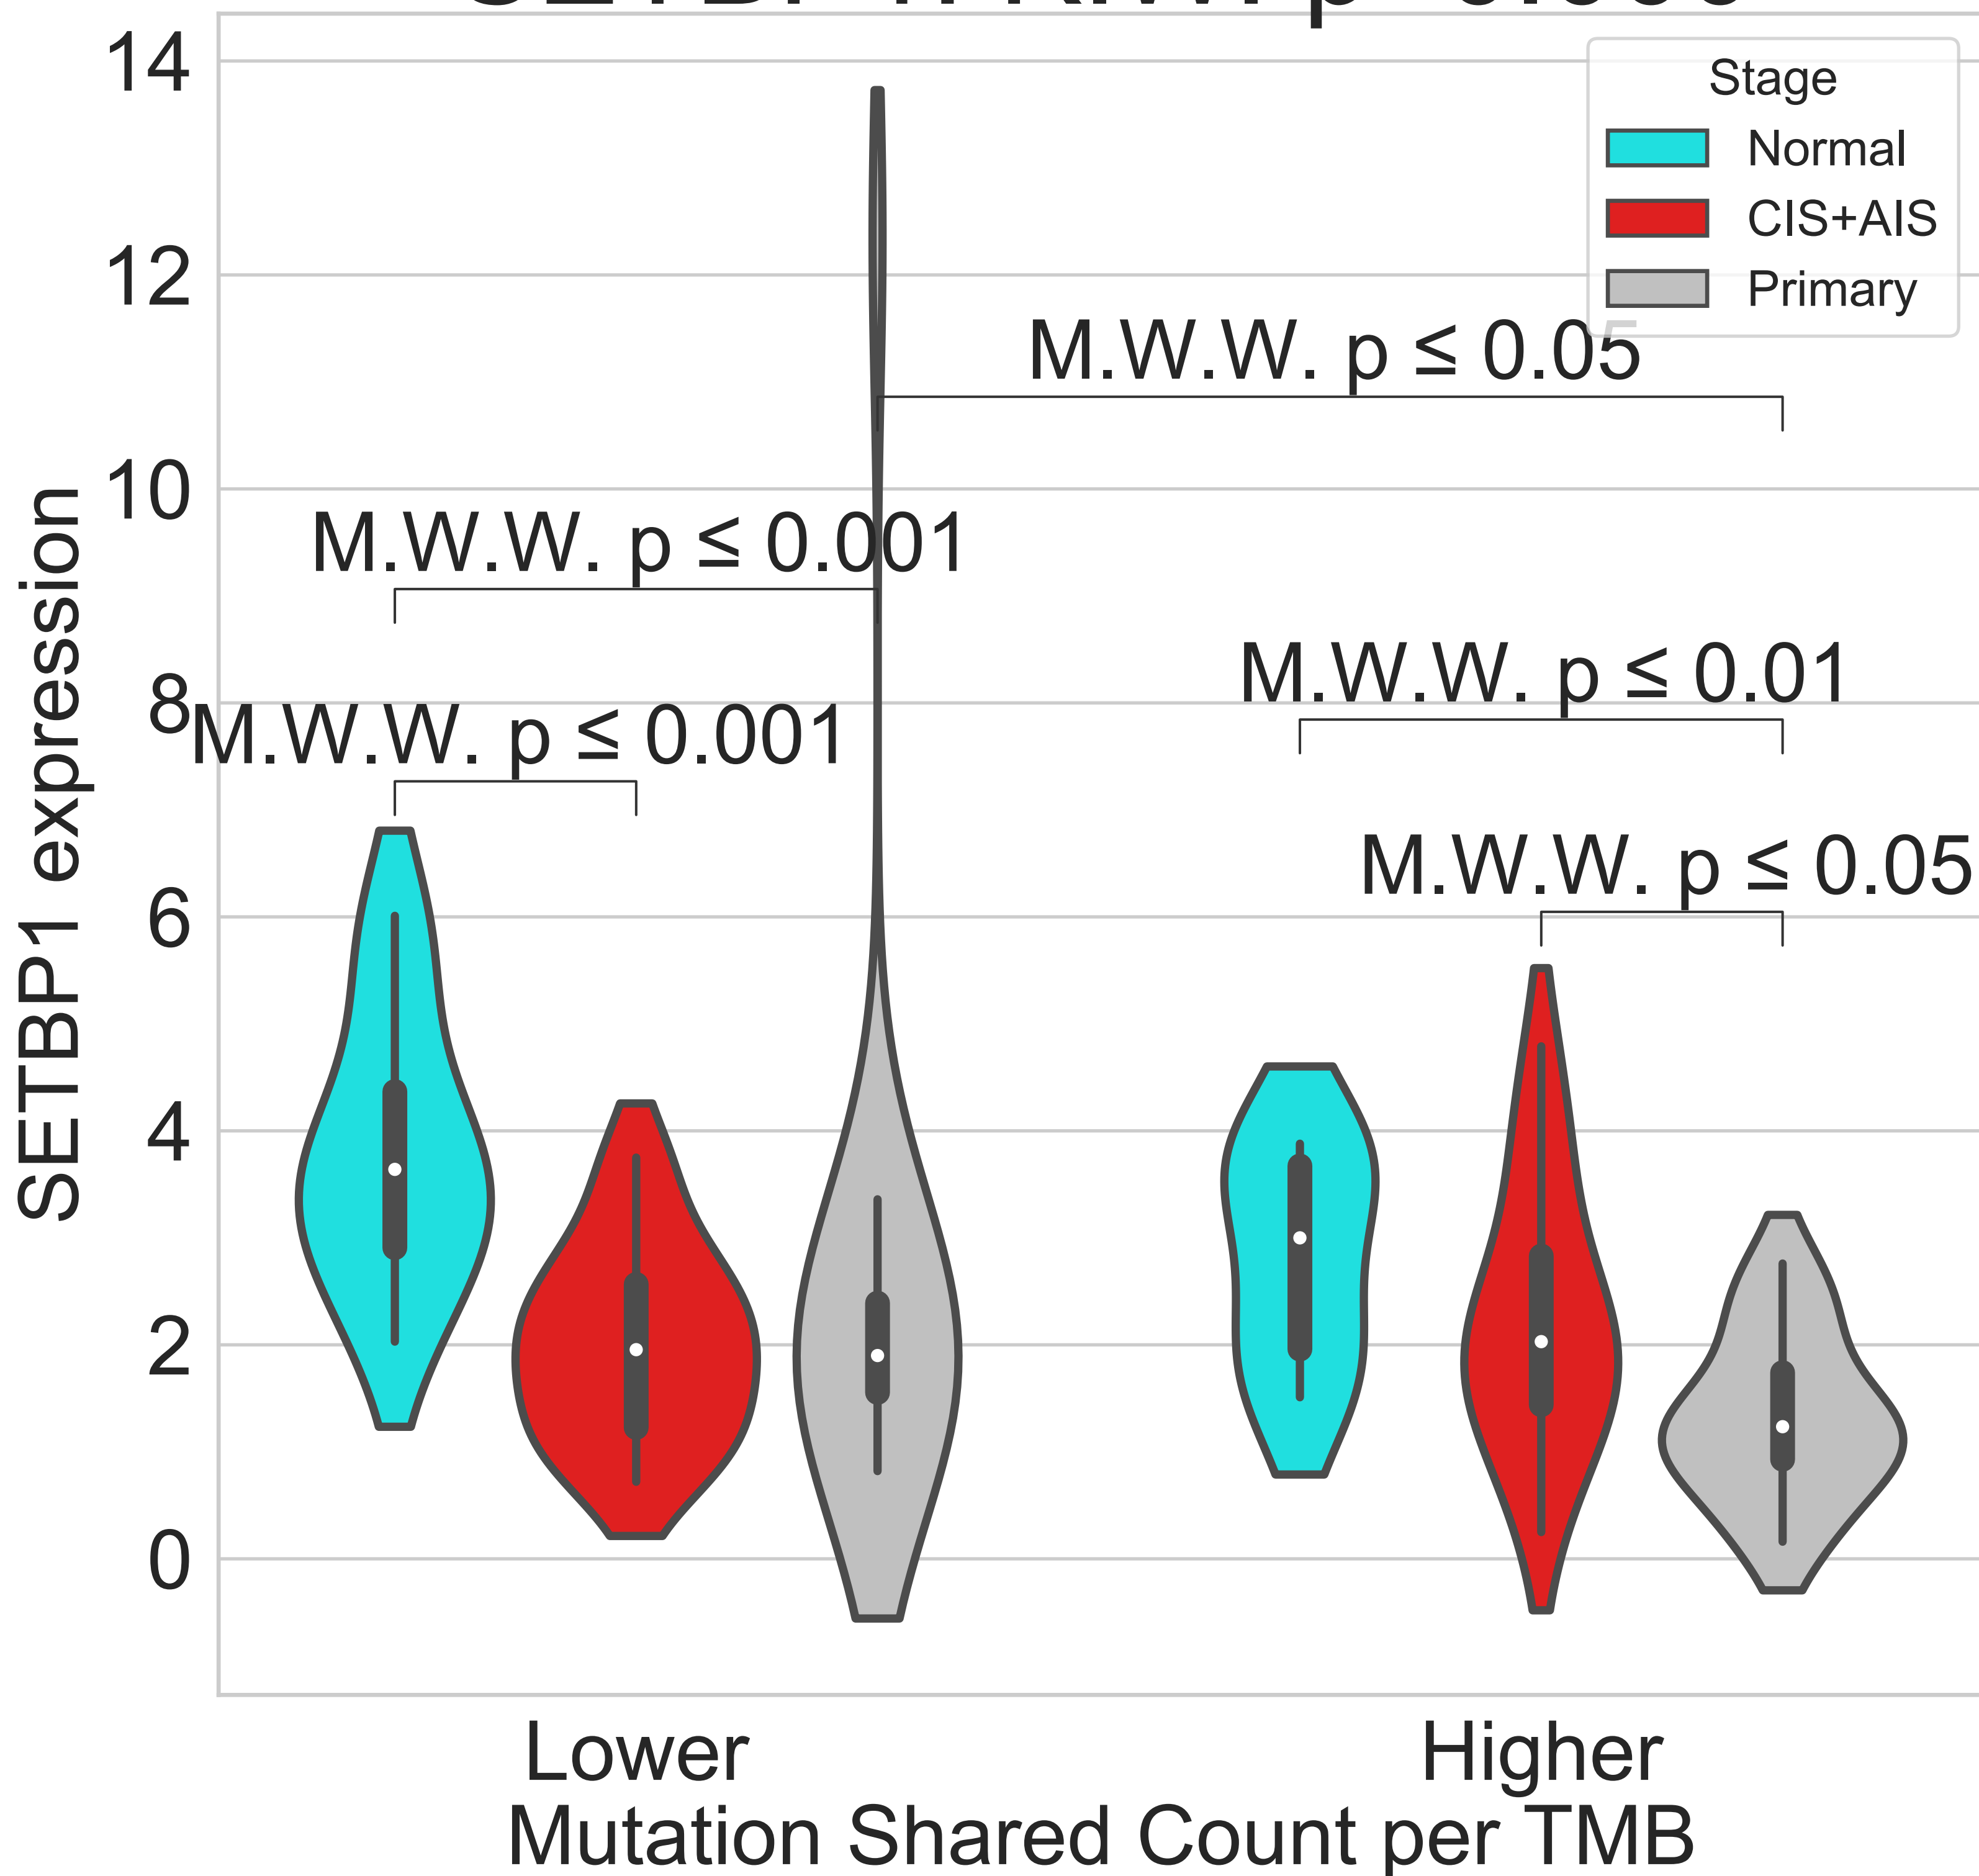 14
Stage
Normal
CIS+AIS
Primary
12
M.W.W. p ≤ 0.05
10
M.W.W. p ≤ 0.001
M.W.W. p ≤ 0.01
8
M.W.W. p ≤ 0.001
M.W.W. p ≤ 0.05
6
SETBP1 expression
4
2
0
Lower
Higher
Mutation Shared Count per TMB